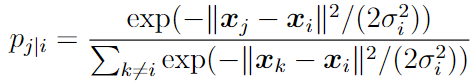 p_{j|i} = \frac{\exp(-\|\boldsymbol{x}_j - \boldsymbol{x}_i\|^2/(2\sigma_i^2))}{\sum_{k \neq i} \exp(-\|\boldsymbol{x}_k - \boldsymbol{x}_i\|^2/(2\sigma_i^2))}